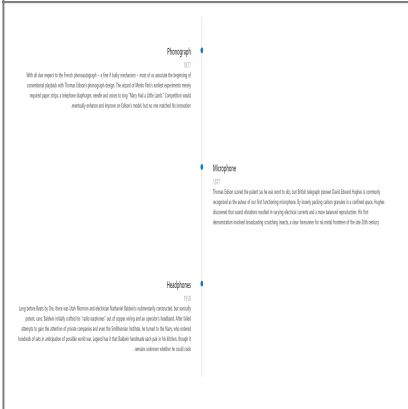 Phonograph
1877
With all due respect to the French phonautograph – a fine if balky mechanism – most of us associate the beginning of
conventional playback with Thomas Edison's phonograph design. The wizard of Menlo Park's earliest experiments merely
required paper strips, a telephone diaphragm, needle and voice to sing "Mary Had a Little Lamb." Competition would
.eventually enhance and improve on Edison's model, but no one matched his innovation
Microphone
1877
Thomas Edison scored the patent (as he was wont to do), but British telegraph pioneer David Edward Hughes is commonly
recognized as the auteur of our first functioning microphone. By loosely packing carbon granules in a confined space, Hughes
discovered that sound vibrations resulted in varying electrical currents and a more balanced reproduction. His first
demonstration involved broadcasting scratching insects, a clear forerunner for nü-metal frontmen of the late-20th century.
Headphones
1910
Long before Beats by Dre, there was Utah Mormon and electrician Nathaniel Baldwin's rudimentarily constructed, but sonically
potent, cans. Baldwin initially crafted his "radio earphones" out of copper wiring and an operator's headband. After failed
attempts to gain the attention of private companies and even the Smithsonian Institute, he turned to the Navy, who ordered
hundreds of sets in anticipation of possible world war. Legend has it that Baldwin handmade each pair in his kitchen, though it
.remains unknown whether he could cook